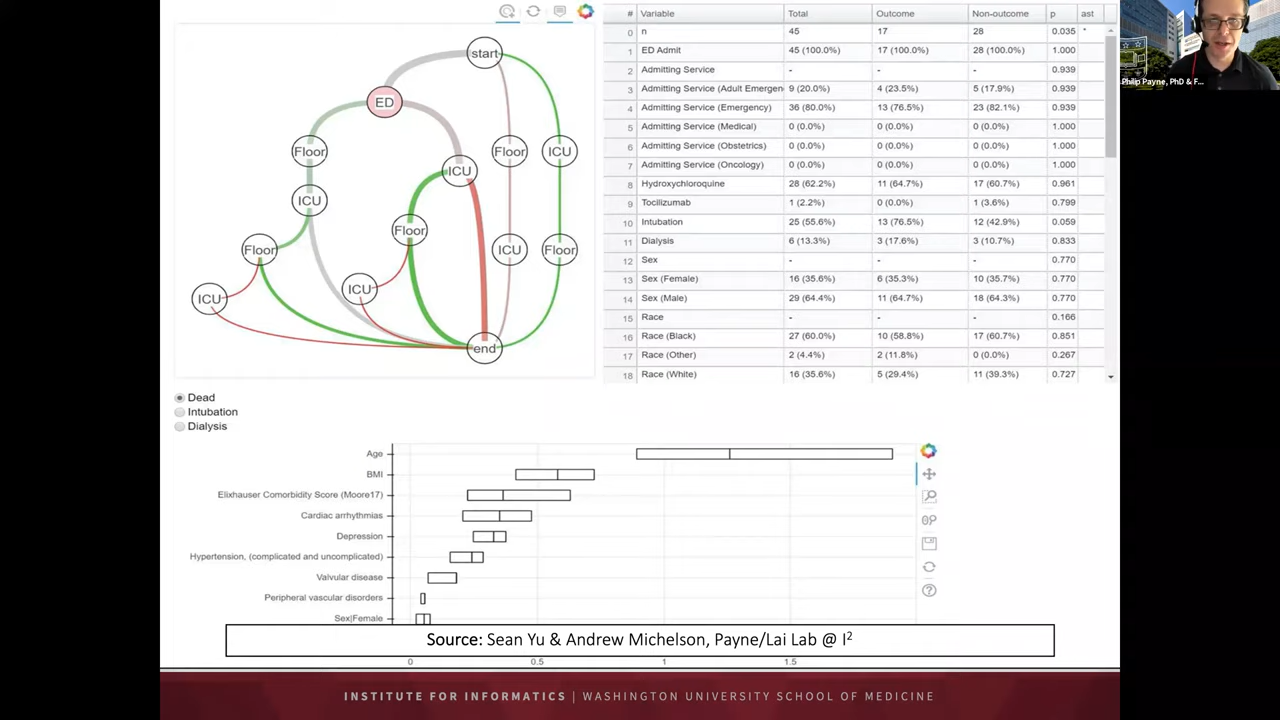 start
ED
Floor
Floor
ICU
ICU
ICU
Floor
Floor
ICU
Floor
ICU
ICU
end
# Variable Total Outcome Non-outcome p ast
0 n 45 17 28 0.035 *
1 ED Admit 45 (100.0%) 17 (100.0%) 28 (100.0%) 1.000
2 Admitting Service - - - 0.939
3 Admitting Service (Adult Emergen 9 (20.0%) 4 (23.5%) 5 (17.9%) 0.939
4 Admitting Service (Emergency) 36 (80.0%) 13 (76.5%) 23 (82.1%) 0.939
5 Admitting Service (Medical) 0 (0.0%) 0 (0.0%) 0 (0.0%) 1.000
6 Admitting Service (Obstetrics) 0 (0.0%) 0 (0.0%) 0 (0.0%) 1.000
7 Admitting Service (Oncology) 0 (0.0%) 0 (0.0%) 0 (0.0%) 1.000
8 Hydroxychloroquine 28 (62.2%) 11 (64.7%) 17 (60.7%) 0.961
9 Tocilizumab 1 (2.2%) 0 (0.0%) 1 (3.6%) 0.799
10 Intubation 25 (55.6%) 13 (76.5%) 12 (42.9%) 0.059
11 Dialysis 6 (13.3%) 3 (17.6%) 3 (10.7%) 0.833
12 Sex - - - 0.770
13 Sex (Female) 16 (35.6%) 6 (35.3%) 10 (35.7%) 0.770
14 Sex (Male) 29 (64.4%) 11 (64.7%) 18 (64.3%) 0.770
15 Race - - - 0.166
16 Race (Black) 27 (60.0%) 10 (58.8%) 17 (60.7%) 0.851
17 Race (Other) 2 (4.4%) 2 (11.8%) 0 (0.0%) 0.267
18 Race (White) 16 (35.6%) 5 (29.4%) 11 (39.3%) 0.727
Philip Payne, PhD & F...
Dead
Intubation
Dialysis
Age
BMI
Elixhauser Comorbidity Score (Moore17)
Cardiac arrhythmias
Depression
Hypertension, (complicated and uncomplicated)
Valvular disease
Peripheral vascular disorders
Sex|Female
Source: Sean Yu & Andrew Michelson, Payne/Lai Lab @ I²
0 0.5 1 1.5
INSTITUTE FOR INFORMATICS | WASHINGTON UNIVERSITY SCHOOL OF MEDICINE